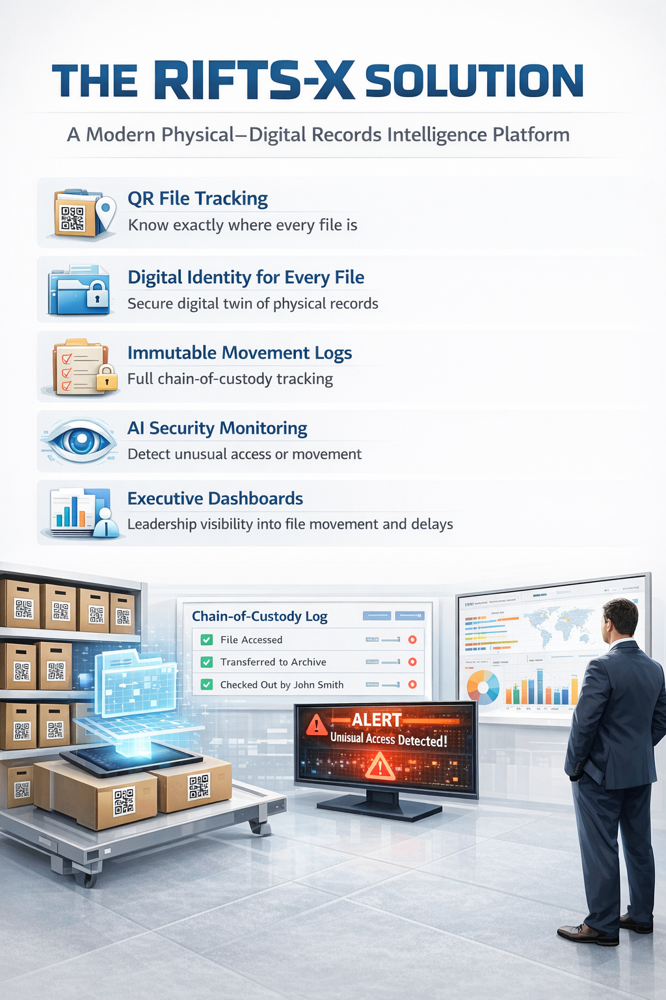 THE RIFTS-X SOLUTION
A Modern Physical–Digital Records Intelligence Platform
QR File Tracking
Know exactly where every file is
Digital Identity for Every File
Secure digital twin of physical records
Immutable Movement Logs
Full chain-of-custody tracking
AI Security Monitoring
Detect unusual access or movement
Executive Dashboards
Leadership visibility into file movement and delays
Chain-of-Custody Log
File Accessed
Transferred to Archive
Checked Out by John Smith
ALERT
Unusual Access Detected!